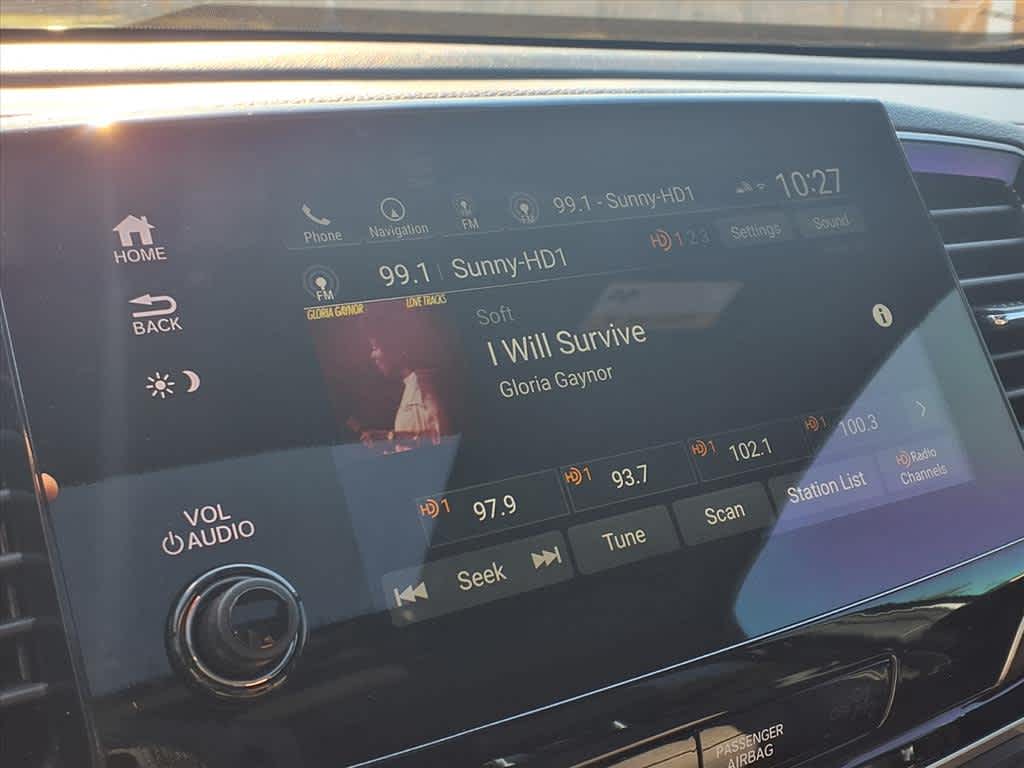 HOME
BACK
VOL
AUDIO
Phone
Navigation
FM
99.1 - Sunny-HD1
10:27
FM
99.1 | Sunny-HD1
HD 1 2 3
Settings
Sound
GLORIA GAYNOR
LOVE TRACKS
Soft
I Will Survive
Gloria Gaynor
HD 1 97.9
HD 1 93.7
HD 1 102.1
HD 1 100.3
Seek
Tune
Scan
Station List
HD Radio
Channels
PASSENGER
AIRBAG